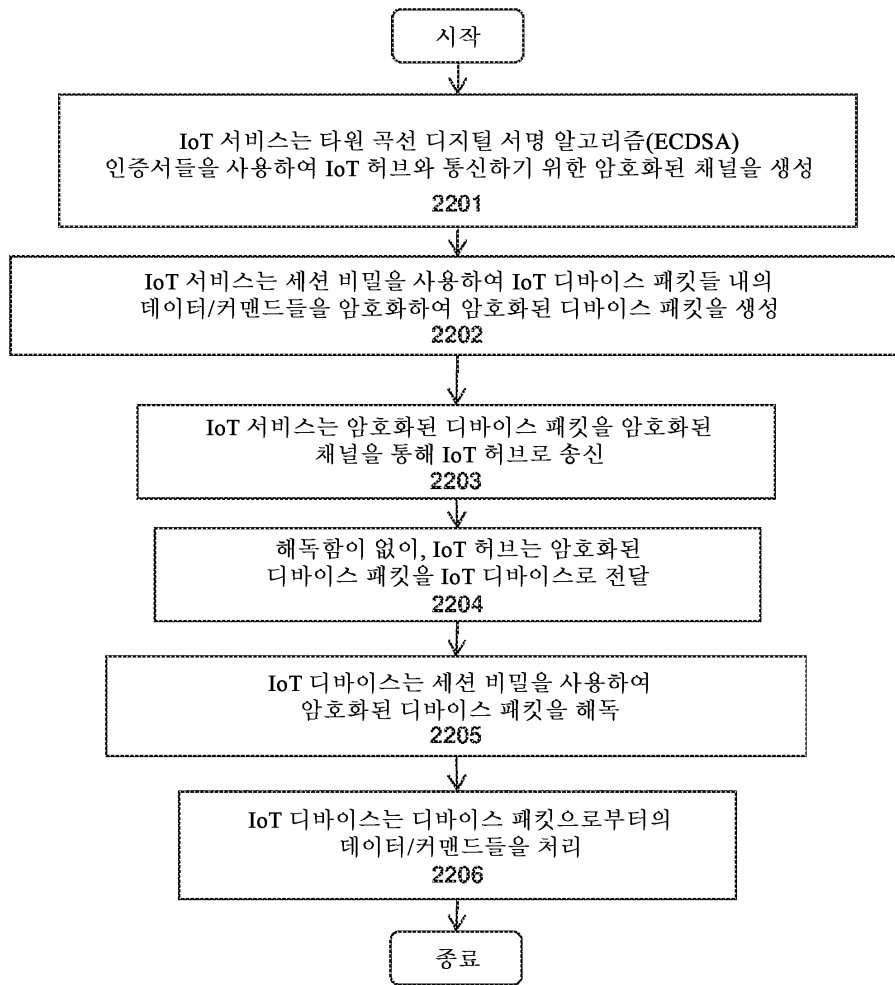 시작
IoT 서비스는 타원 곡선 디지털 서명 알고리즘(ECDSA)
인증서들을 사용하여 IoT 허브와 통신하기 위한 암호화된 채널을 생성
2201
IoT 서비스는 세션 비밀을 사용하여 IoT 디바이스 패킷들 내의
데이터/커맨드들을 암호화하여 암호화된 디바이스 패킷을 생성
2202
IoT 서비스는 암호화된 디바이스 패킷을 암호화된
채널을 통해 IoT 허브로 송신
2203
해독함이 없이, IoT 허브는 암호화된
디바이스 패킷을 IoT 디바이스로 전달
2204
IoT 디바이스는 세션 비밀을 사용하여
암호화된 디바이스 패킷을 해독
2205
IoT 디바이스는 디바이스 패킷으로부터의
데이터/커맨드들을 처리
2206
종료